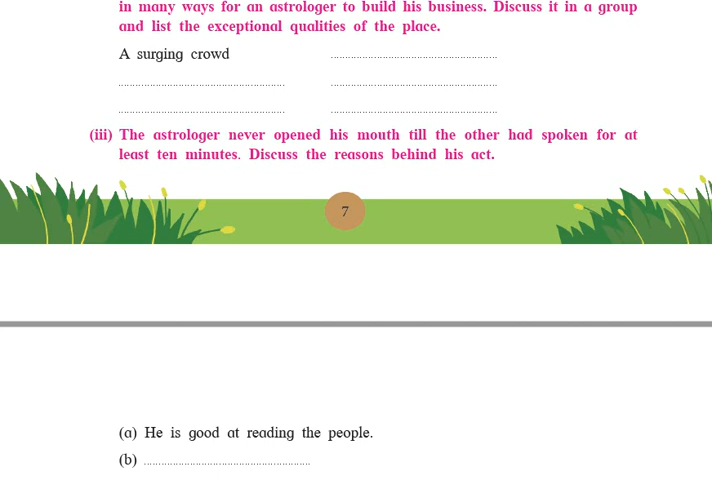 in many ways for an astrologer to build his business. Discuss it in a group
and list the exceptional qualities of the place.
A surging crowd ..........................................................
.......................................................... ..........................................................
.......................................................... ..........................................................
(iii) The astrologer never opened his mouth till the other had spoken for at
least ten minutes. Discuss the reasons behind his act.
7
(a) He is good at reading the people.
(b) ..........................................................